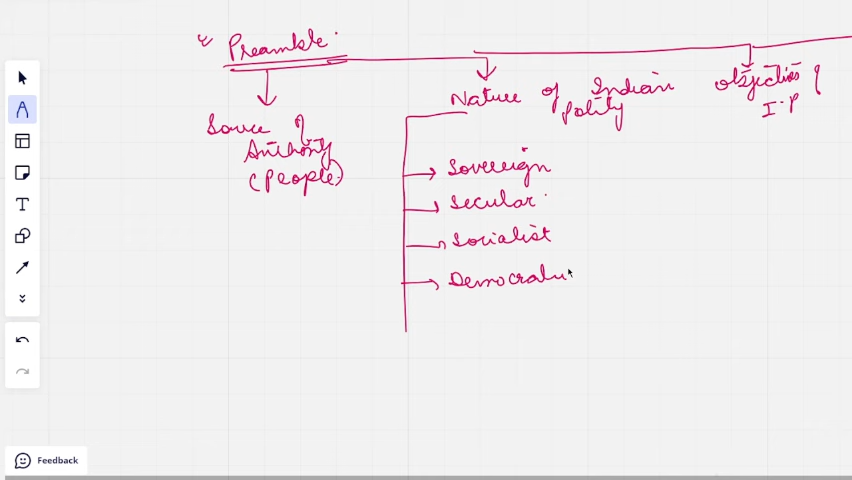 Preamble
Source of
Authority
(People)
Nature of Indian
polity
Objectives of
I.P
Sovereign
Secular
Socialist
Democratic
Feedback